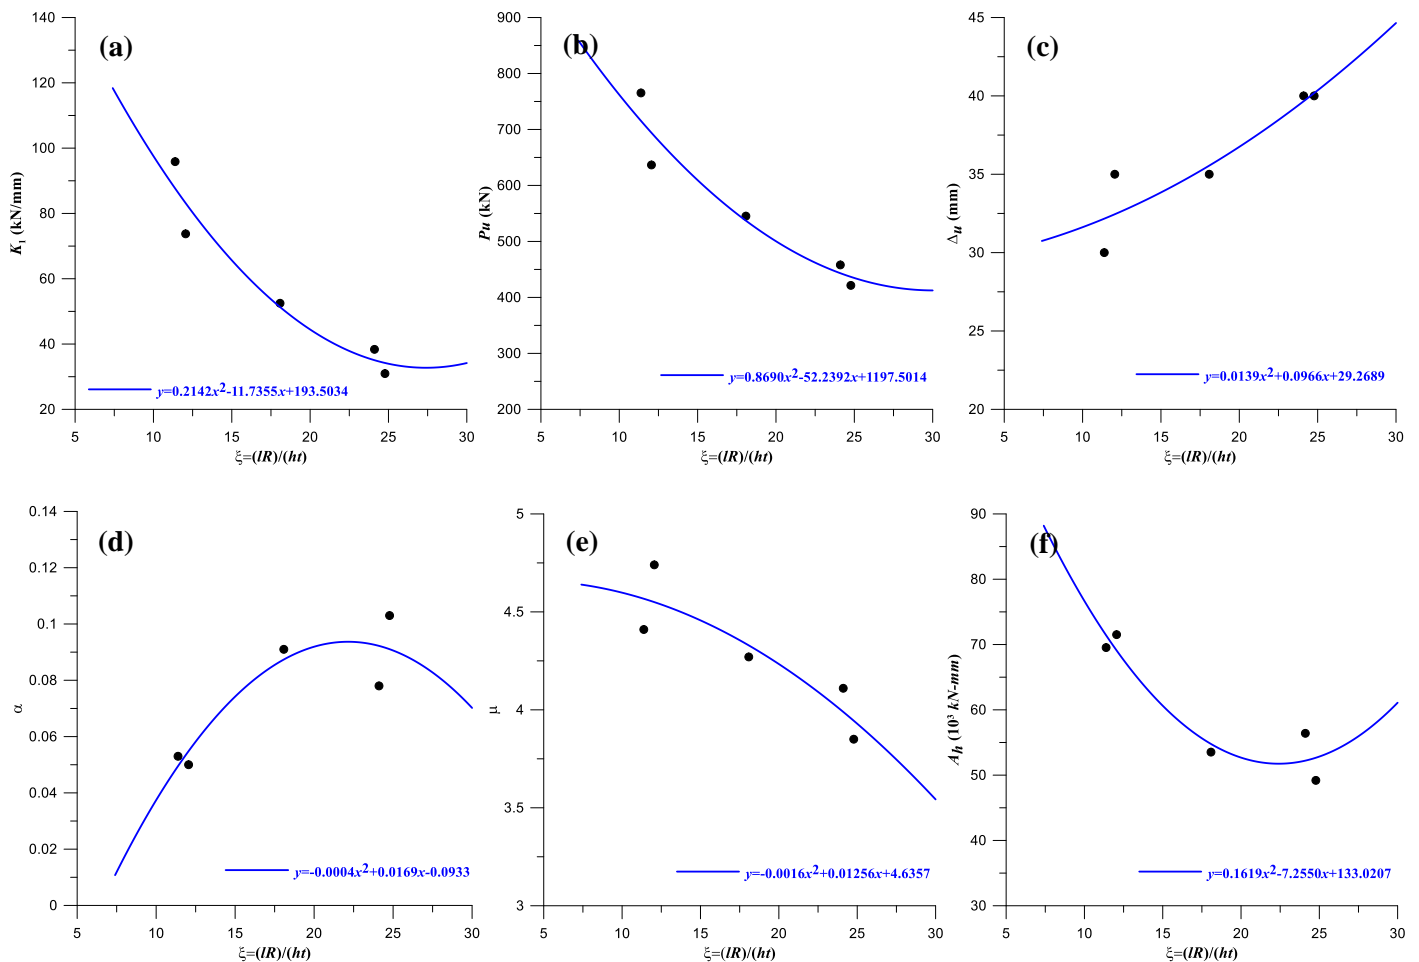 (a)
140
120
100
80
60
40
20
K₁ (kN/mm)
y=0.2142x²-11.7355x+193.5034
5 10 15 20 25 30
ξ=(lR)/(ht)
(b)
900
800
700
600
500
400
300
200
Pu (kN)
y=0.8690x²-52.2392x+1197.5014
5 10 15 20 25 30
ξ=(lR)/(ht)
(c)
45
40
35
30
25
20
Δu (mm)
y=0.0139x²+0.0966x+29.2689
5 10 15 20 25 30
ξ=(lR)/(ht)
(d)
0.14
0.12
0.1
0.08
0.06
0.04
0.02
0
α
y=-0.0004x²+0.0169x-0.0933
5 10 15 20 25 30
ξ=(lR)/(ht)
(e)
5
4.5
4
3.5
3
μ
y=-0.0016x²+0.01256x+4.6357
5 10 15 20 25 30
ξ=(lR)/(ht)
(f)
90
80
70
60
50
40
30
Ah (10³ kN-mm)
y=0.1619x²-7.2550x+133.0207
5 10 15 20 25 30
ξ=(lR)/(ht)